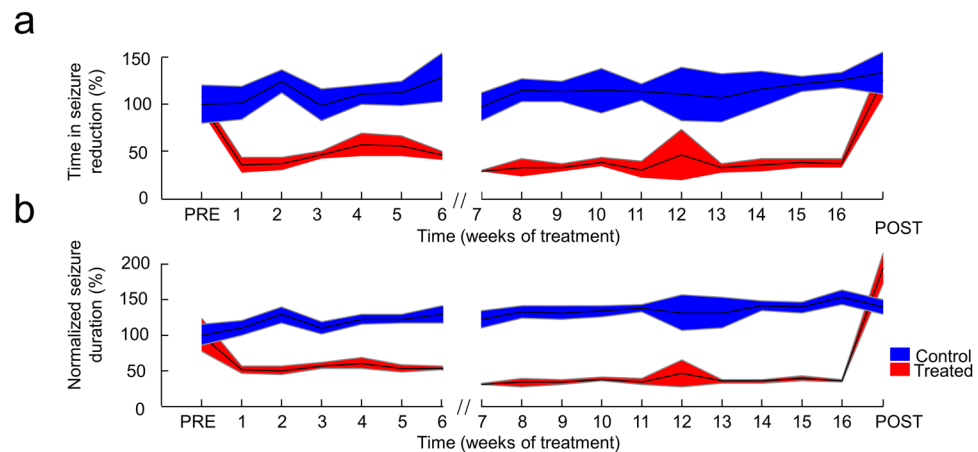 a
Time in seizure
reduction (%)
150
100
50
0
PRE 1 2 3 4 5 6 // 7 8 9 10 11 12 13 14 15 16
POST
Time (weeks of treatment)
b
Normalized seizure
duration (%)
200
150
100
50
0
Control
Treated
PRE 1 2 3 4 5 6 // 7 8 9 10 11 12 13 14 15 16 POST
Time (weeks of treatment)